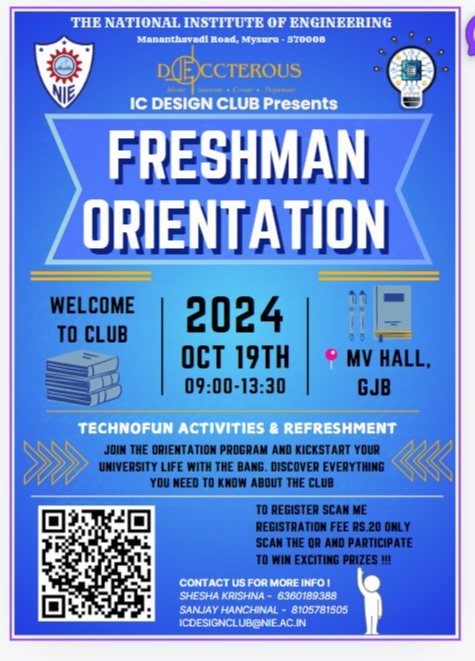 THE NATIONAL INSTITUTE OF ENGINEERING
Mananthavadi Road, Mysuru - 570008
NIE
IC DESIGN CLUB Presents
FRESHMAN
ORIENTATION
WELCOME
TO CLUB
2024
OCT 19TH
09:00-13:30
MV HALL,
GJB
TECHNOFUN ACTIVITIES & REFRESHMENT
JOIN THE ORIENTATION PROGRAM AND KICKSTART YOUR
UNIVERSITY LIFE WITH THE BANG. DISCOVER EVERYTHING
YOU NEED TO KNOW ABOUT THE CLUB
TO REGISTER SCAN ME
REGISTRATION FEE RS.20 ONLY
SCAN THE QR AND PARTICIPATE
TO WIN EXCITING PRIZES !!!
CONTACT US FOR MORE INFO !
SHESHA KRISHNA - 6360189388
SANJAY HANCHINAL - 8105781505
ICDESIGNCLUB@NIE.AC.IN